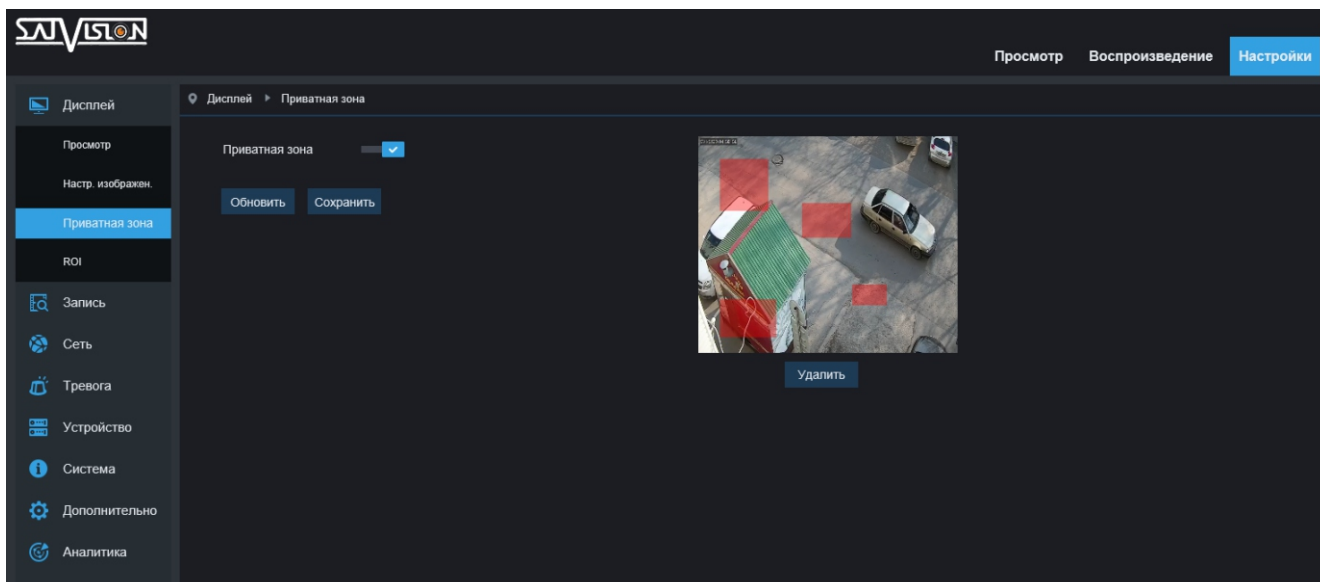 SATVISION
Просмотр Воспроизведение Настройки
Дисплей
Дисплей Приватная зона
Просмотр
Приватная зона
Настр. изображен.
Обновить Сохранить
Приватная зона
ROI
Запись
Сеть
Удалить
Тревога
Устройство
Система
Дополнительно
Аналитика